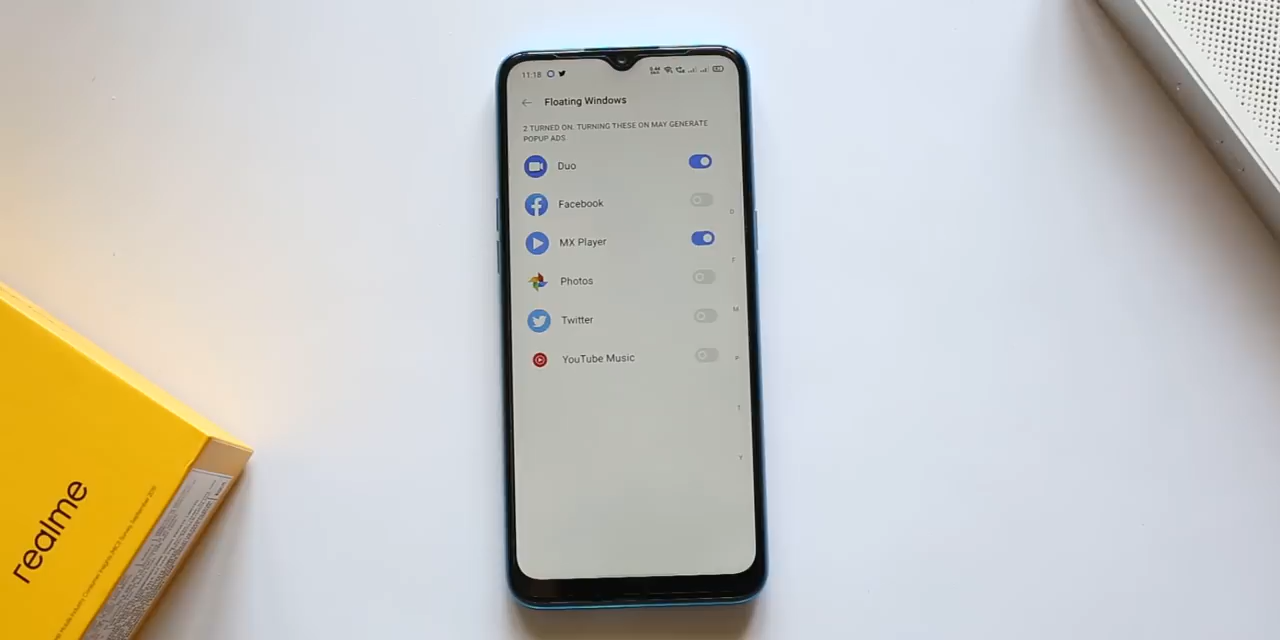 11:18
Floating Windows
2 TURNED ON. TURNING THESE ON MAY GENERATE
POPUP ADS.
Duo
Facebook
MX Player
Photos
Twitter
YouTube Music
D
F
M
P
T
Y
realme